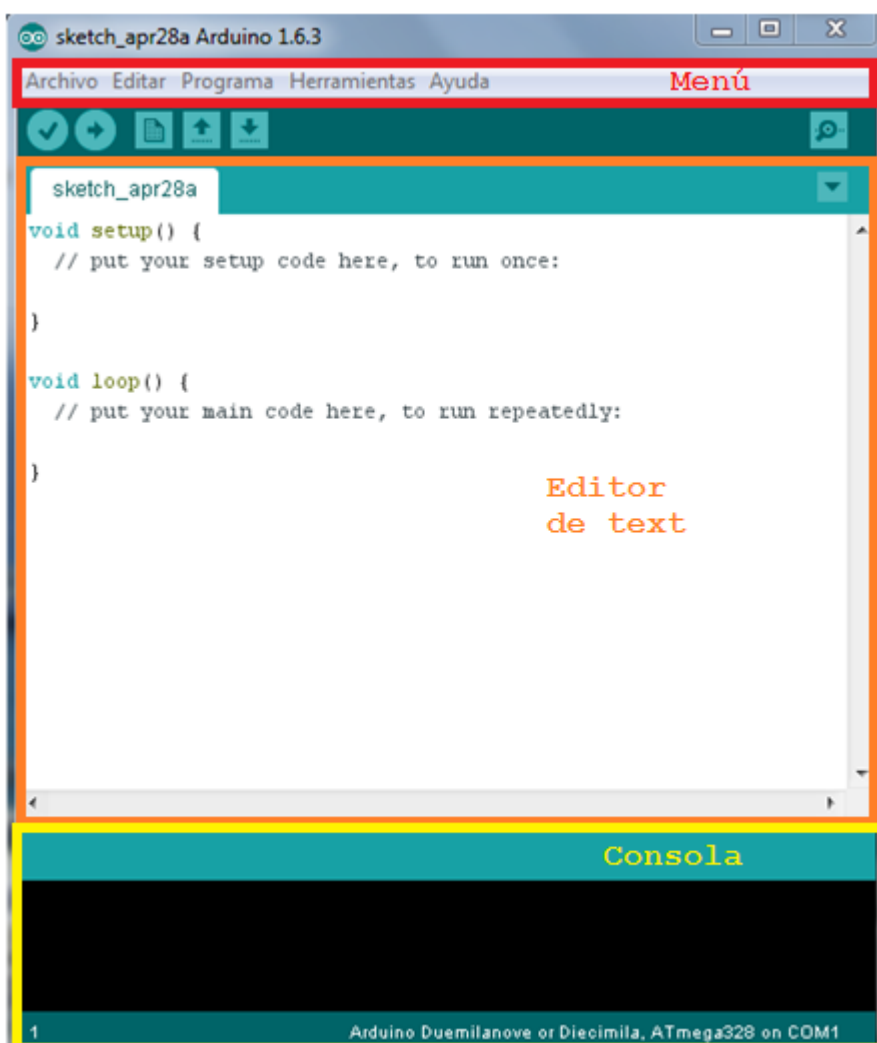 sketch_apr28a Arduino 1.6.3
Archivo Editar Programa Herramientas Ayuda Menú
sketch_apr28a
void setup() {
// put your setup code here, to run once:
}
void loop() {
// put your main code here, to run repeatedly:
}
Editor
de text
Consola
1 Arduino Duemilanove or Diecimila, ATmega328 on COM1